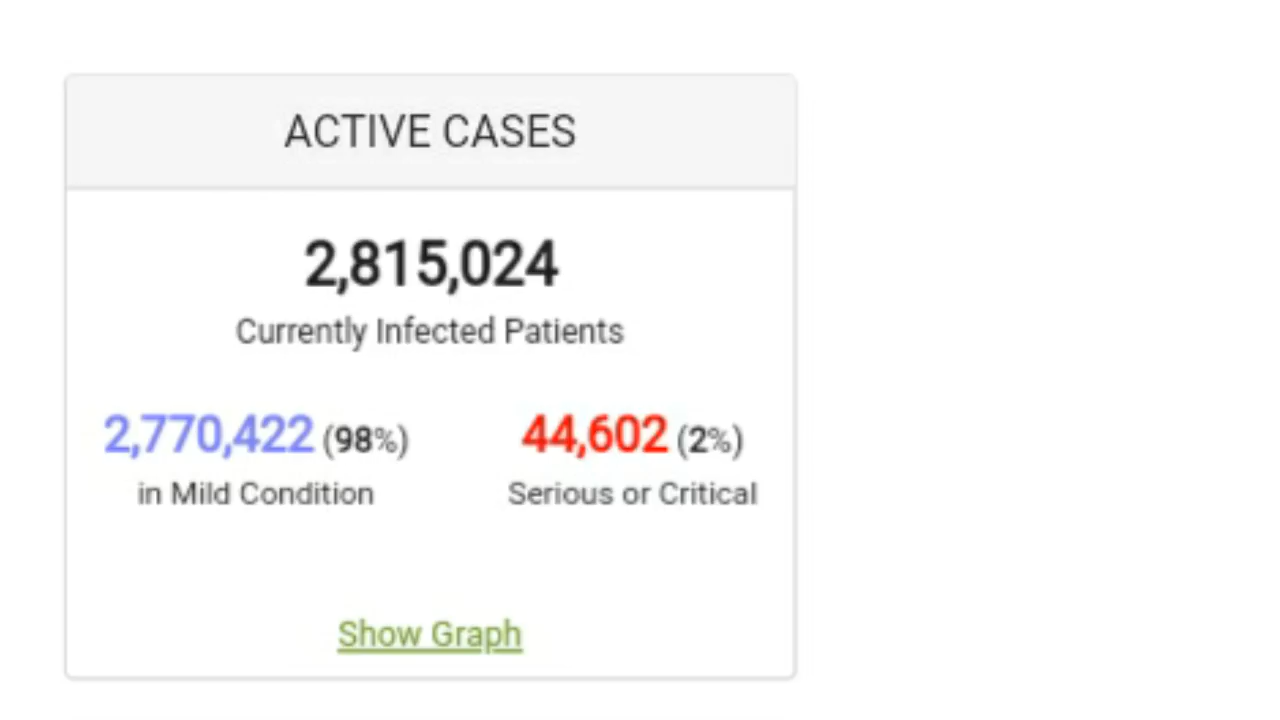 ACTIVE CASES
2,815,024
Currently Infected Patients
2,770,422 (98%) 44,602 (2%)
in Mild Condition Serious or Critical
Show Graph